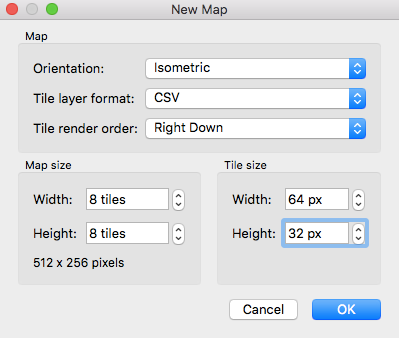 New Map
Map
Orientation: Isometric
Tile layer format: CSV
Tile render order: Right Down
Map size
Width: 8 tiles
Height: 8 tiles
512 x 256 pixels
Tile size
Width: 64 px
Height: 32 px
Cancel OK